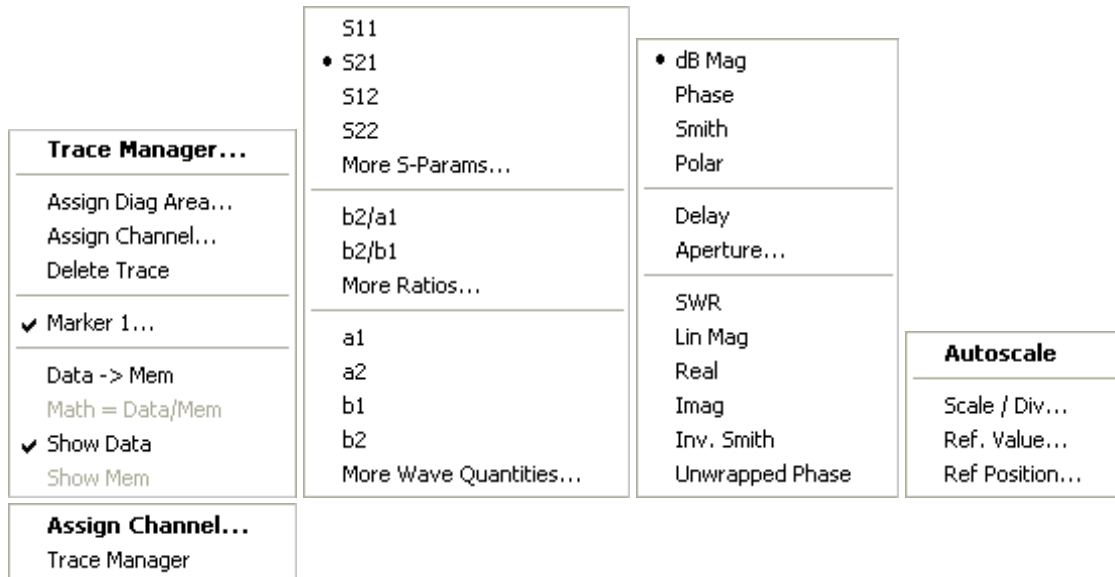 Trace Manager...
Assign Diag Area...
Assign Channel...
Delete Trace
Marker 1...
Data -> Mem
Math = Data/Mem
Show Data
Show Mem
Assign Channel...
Trace Manager
S11
S21
S12
S22
More S-Params...
b2/a1
b2/b1
More Ratios...
a1
a2
b1
b2
More Wave Quantities...
dB Mag
Phase
Smith
Polar
Delay
Aperture...
SWR
Lin Mag
Real
Imag
Inv. Smith
Unwrapped Phase
Autoscale
Scale / Div...
Ref. Value...
Ref Position...